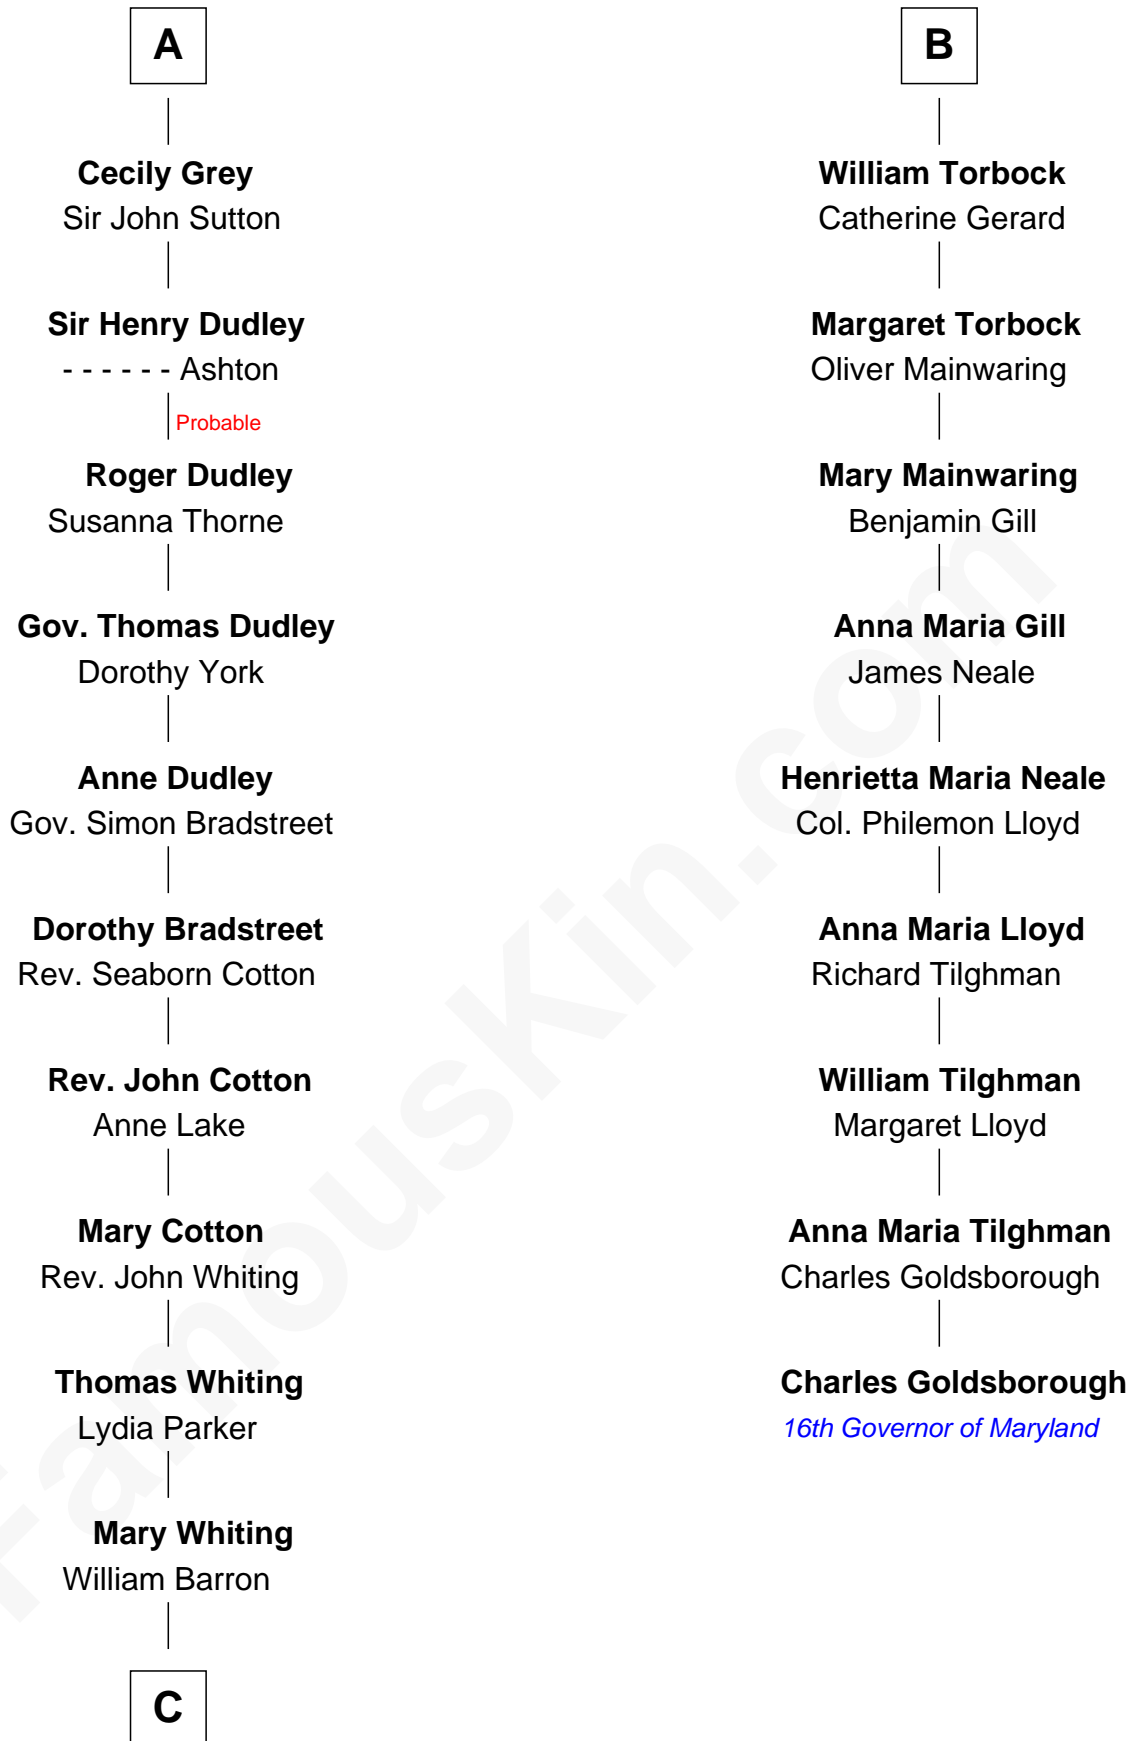 A
Cecily Grey
Sir John Sutton
Sir Henry Dudley
- - - - - - Ashton
Probable
Roger Dudley
Susanna Thorne
Gov. Thomas Dudley
Dorothy York
Anne Dudley
Gov. Simon Bradstreet
Dorothy Bradstreet
Rev. Seaborn Cotton
Rev. John Cotton
Anne Lake
Mary Cotton
Rev. John Whiting
Thomas Whiting
Lydia Parker
Mary Whiting
William Barron
C
B
William Torbock
Catherine Gerard
Margaret Torbock
Oliver Mainwaring
Mary Mainwaring
Benjamin Gill
Anna Maria Gill
James Neale
Henrietta Maria Neale
Col. Philemon Lloyd
Anna Maria Lloyd
Richard Tilghman
William Tilghman
Margaret Lloyd
Anna Maria Tilghman
Charles Goldsborough
Charles Goldsborough
16th Governor of Maryland
FamousKin.com